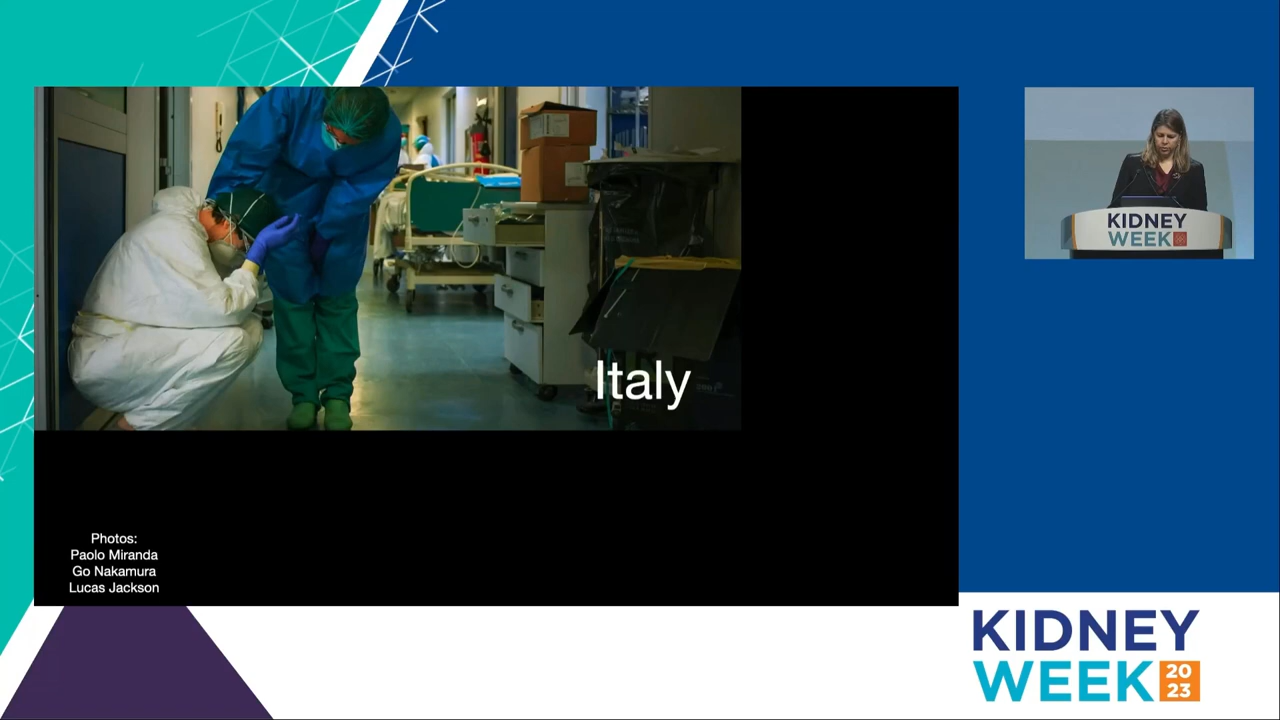 KIDNEY
WEEK
Italy
Photos:
Paolo Miranda
Go Nakamura
Lucas Jackson
KIDNEY
WEEK
20
23